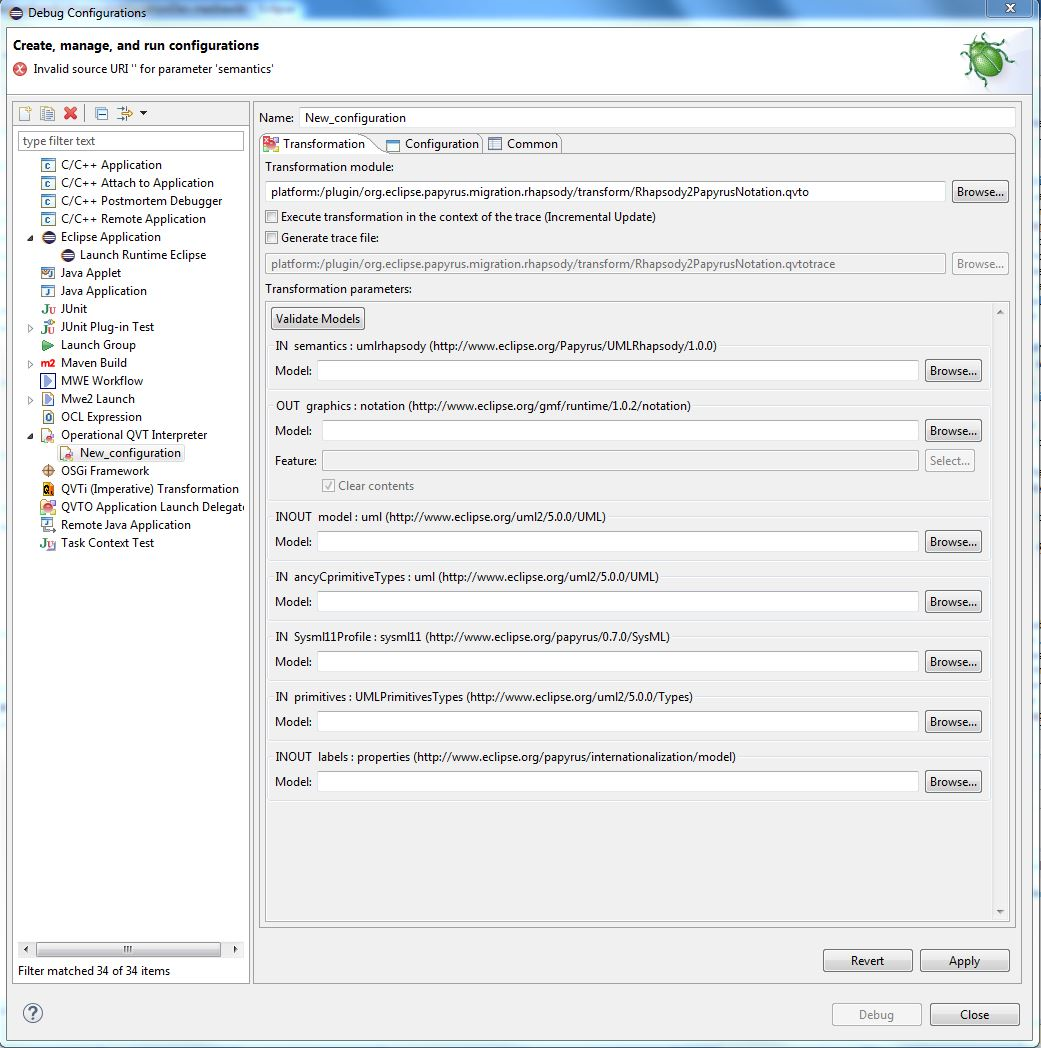 Debug Configurations
Create, manage, and run configurations
Invalid source URI '' for parameter 'semantics'
type filter text
C/C++ Application
C/C++ Attach to Application
C/C++ Postmortem Debugger
C/C++ Remote Application
Eclipse Application
Launch Runtime Eclipse
Java Applet
Java Application
JUnit
JUnit Plug-in Test
Launch Group
Maven Build
MWE Workflow
Mwe2 Launch
OCL Expression
Operational QVT Interpreter
New_configuration
OSGi Framework
QVTi (Imperative) Transformation
QVTO Application Launch Delegate
Remote Java Application
Task Context Test
Filter matched 34 of 34 items
Name: New_configuration
Transformation Configuration Common
Transformation module:
platform:/plugin/org.eclipse.papyrus.migration.rhapsody/transform/Rhapsody2PapyrusNotation.qvto Browse...
Execute transformation in the context of the trace (Incremental Update)
Generate trace file:
platform:/plugin/org.eclipse.papyrus.migration.rhapsody/transform/Rhapsody2PapyrusNotation.qvtotrace Browse...
Transformation parameters:
Validate Models
IN semantics : umlrhapsody (http://www.eclipse.org/Papyrus/UMLRhapsody/1.0.0)
Model: Browse...
OUT graphics : notation (http://www.eclipse.org/gmf/runtime/1.0.2/notation)
Model: Browse...
Feature: Select...
Clear contents
INOUT model : uml (http://www.eclipse.org/uml2/5.0.0/UML)
Model: Browse...
IN ancyCprimitiveTypes : uml (http://www.eclipse.org/uml2/5.0.0/UML)
Model: Browse...
IN Sysml11Profile : sysml11 (http://www.eclipse.org/papyrus/0.7.0/SysML)
Model: Browse...
IN primitives : UMLPrimitivesTypes (http://www.eclipse.org/uml2/5.0.0/Types)
Model: Browse...
INOUT labels : properties (http://www.eclipse.org/papyrus/internationalization/model)
Model: Browse...
Revert Apply
Debug Close